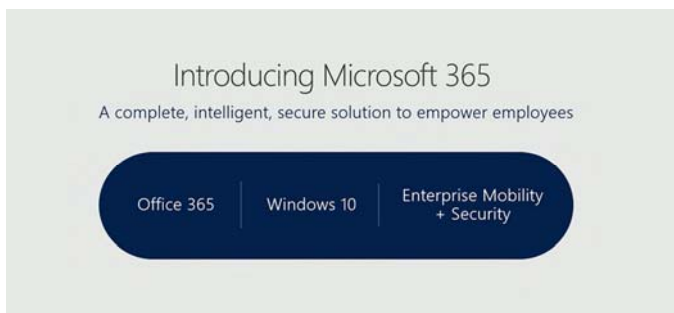 Introducing Microsoft 365
A complete, intelligent, secure solution to empower employees
Office 365
Windows 10
Enterprise Mobility
+ Security